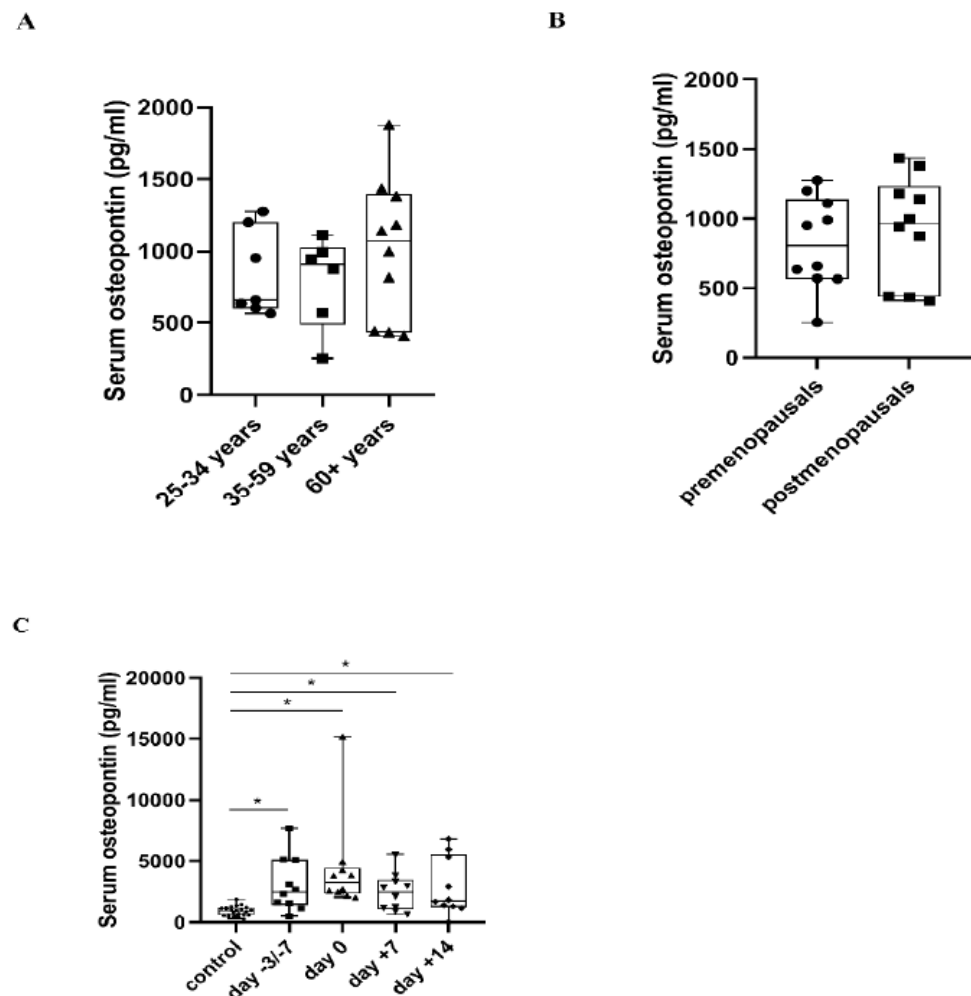 A
B
Serum osteopontin (pg/ml)
2000
1500
1000
500
0
25-34 years
35-59 years
60+ years
Serum osteopontin (pg/ml)
2000
1500
1000
500
0
premenopausals
postmenopausals
C
Serum osteopontin (pg/ml)
20000
15000
10000
5000
0
*
*
*
*
control
day -3/-7
day 0
day +7
day +14